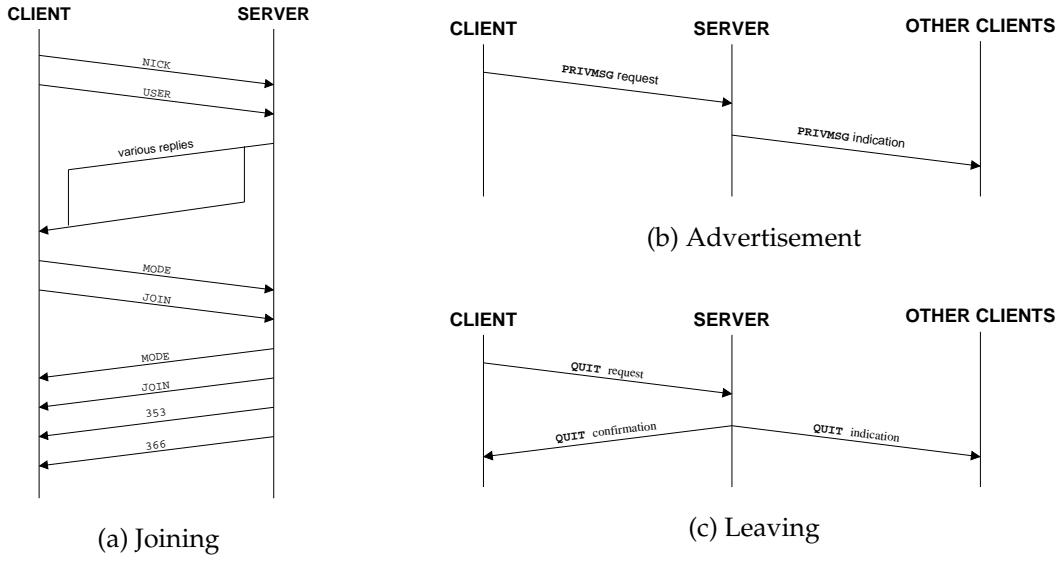 CLIENT SERVER
NICK
USER
various replies
MODE
JOIN
MODE
JOIN
353
366
(a) Joining
CLIENT SERVER OTHER CLIENTS
PRIVMSG request
PRIVMSG indication
(b) Advertisement
CLIENT SERVER OTHER CLIENTS
QUIT request
QUIT confirmation QUIT indication
(c) Leaving